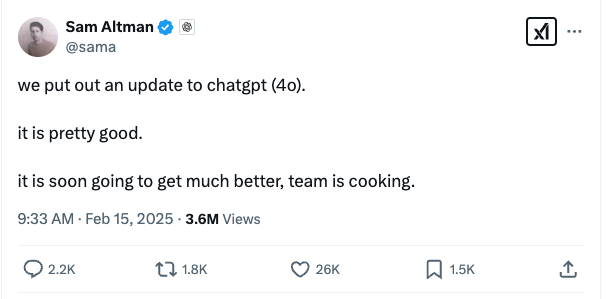 Sam Altman
@sama
we put out an update to chatgpt (4o).
it is pretty good.
it is soon going to get much better, team is cooking.
9:33 AM · Feb 15, 2025 · 3.6M Views
2.2K 1.8K 26K 1.5K